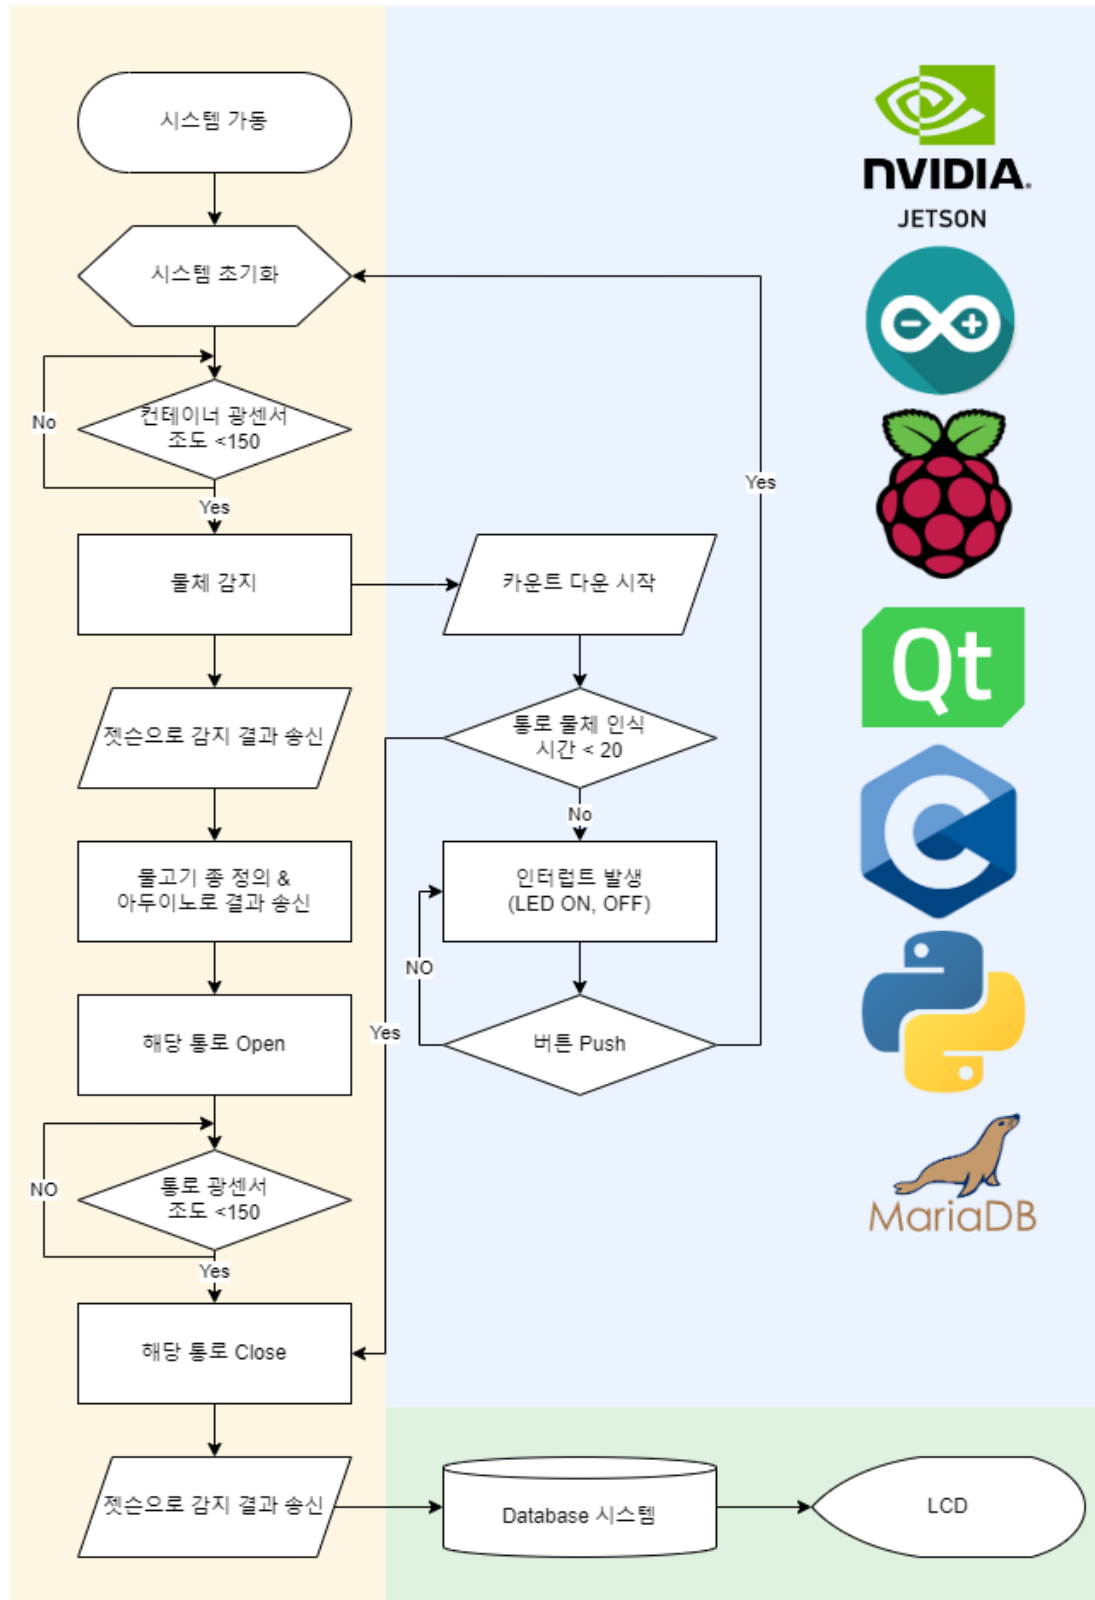 시스템 가동
시스템 초기화
컨테이너 광센서
조도 <150
No
Yes
물체 감지
카운트 다운 시작
젯슨으로 감지 결과 송신
통로 물체 인식
시간 < 20
No
Yes
물고기 종 정의 &
아두이노로 결과 송신
인터럽트 발생
(LED ON, OFF)
NO
해당 통로 Open
버튼 Push
Yes
통로 광센서
조도 <150
NO
Yes
해당 통로 Close
젯슨으로 감지 결과 송신
Database 시스템
LCD
NVIDIA.
JETSON
Qt
C
MariaDB